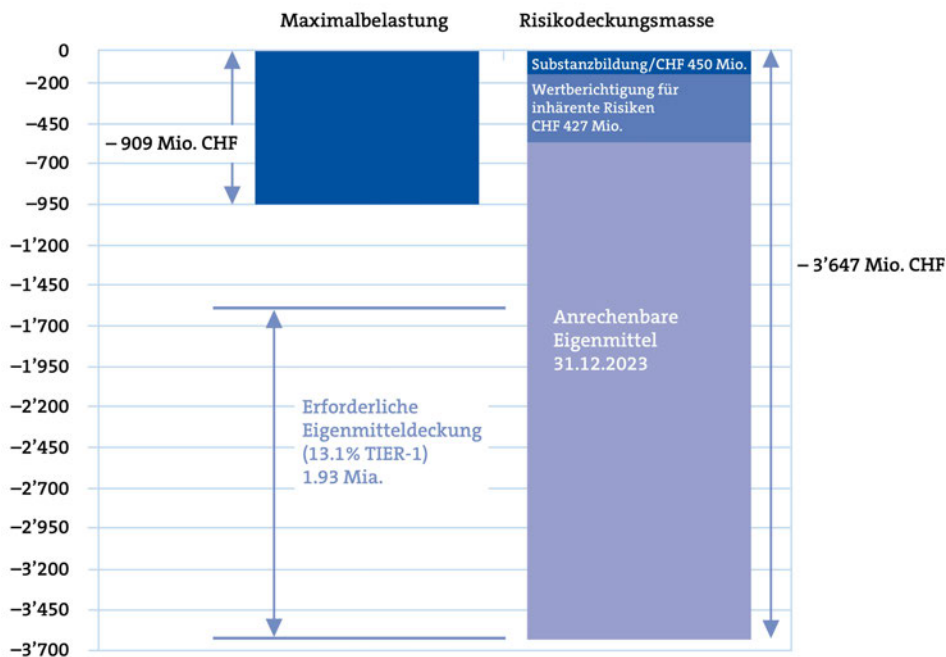 Maximalbelastung
Risikodeckungsmasse
0
−200
−450
−700
−950
−1’200
−1’450
−1’700
−1’950
−2’200
−2’450
−2’700
−2’950
−3’200
−3’450
−3’700
– 909 Mio. CHF
Erforderliche
Eigenmitteldeckung
(13.1% TIER-1)
1.93 Mia.
Substanzbildung/CHF 450 Mio.
Wertberichtigung für
inhärente Risiken
CHF 427 Mio.
Anrechenbare
Eigenmittel
31.12.2023
– 3’647 Mio. CHF